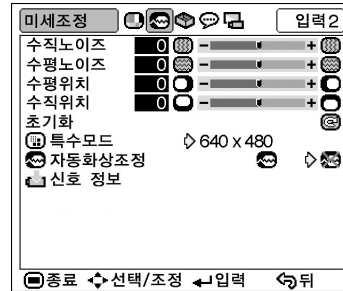 미세조정 입력2
수직노이즈 0 - +
수평노이즈 0 - +
수평위치 0 - +
수직위치 0 - +
초기화
특수모드 640 x 480
자동화상조정
신호 정보
종료 선택/조정 입력 뒤